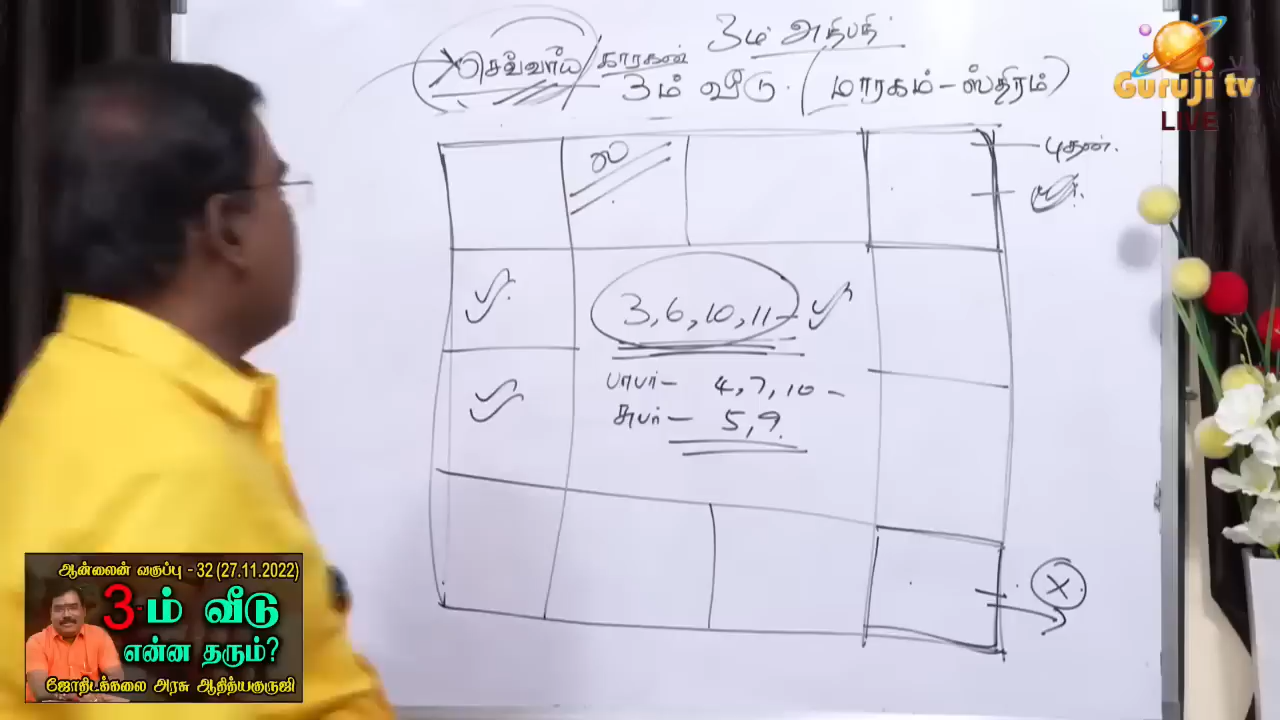 3ம் அதிபதி
செவ்வாய் / காரகன்
3ம் வீடு. (மாரகம் - ஸ்திரம்)
Guruji tv
LIVE
ல
புதன்.
3, 6, 10, 11 -
பாபர் - 4, 7, 10 -
சுபர் - 5, 9.
X
ஆன்லைன் வகுப்பு - 32 (27.11.2022)
3-ம் வீடு
என்ன தரும்?
ஜோதிடக்கலை அரசு ஆதித்யகுருஜி